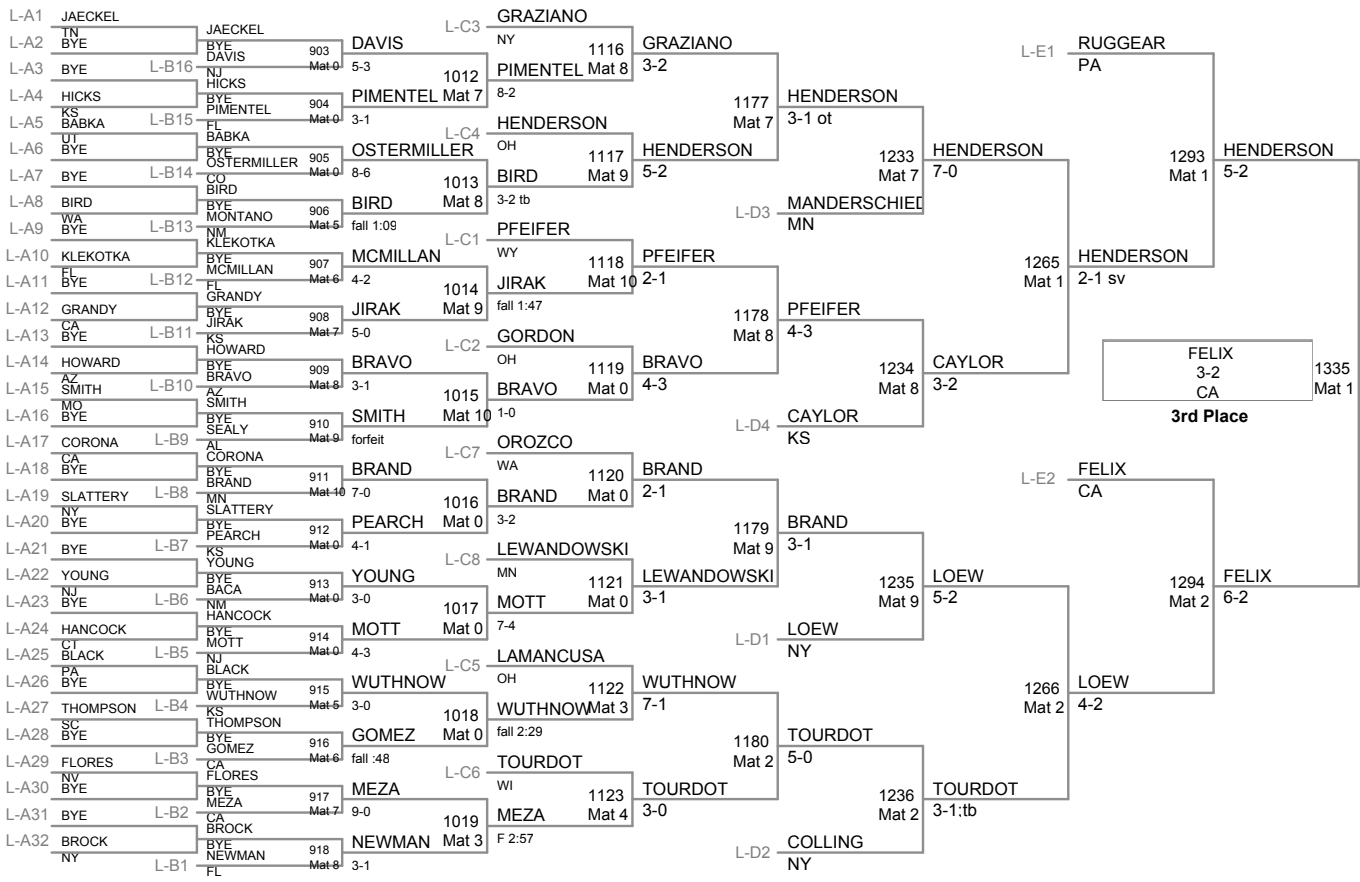 L-A1 JAECKEL
TN
L-A2 BYE
L-A3 BYE
L-A4 HICKS
KS
L-A5 BABKA
UT
L-A6 BYE
L-A7 BYE
L-A8 BIRD
WA
L-A9 BYE
L-A10 KLEKOTKA
FL
L-A11 BYE
L-A12 GRANDY
CA
L-A13 BYE
L-A14 HOWARD
AZ
L-A15 SMITH
MO
L-A16 BYE
L-A17 CORONA
CA
L-A18 BYE
L-A19 SLATTERY
NY
L-A20 BYE
L-A21 BYE
L-A22 YOUNG
NJ
L-A23 BYE
L-A24 HANCOCK
CT
L-A25 BLACK
PA
L-A26 BYE
L-A27 THOMPSON
SC
L-A28 BYE
L-A29 FLORES
NV
L-A30 BYE
L-A31 BYE
L-A32 BROCK
NY
JAECKEL
BYE
L-B16 DAVIS
NJ
903
Mat 0
HICKS
BYE
L-B15 PIMENTEL
FL
904
Mat 0
BABKA
BYE
L-B14 OSTERMILLER
CO
905
Mat 0
BIRD
BYE
L-B13 MONTANO
NM
906
Mat 5
KLEKOTKA
BYE
L-B12 MCMILLAN
FL
907
Mat 6
GRANDY
BYE
L-B11 JIRAK
KS
908
Mat 7
HOWARD
BYE
L-B10 BRAVO
AZ
909
Mat 8
SMITH
BYE
L-B9 SEALY
AL
910
Mat 9
CORONA
BYE
L-B8 BRAND
MN
911
Mat 10
SLATTERY
BYE
L-B7 PEARCH
KS
912
Mat 0
YOUNG
BYE
L-B6 BACA
NM
913
Mat 0
HANCOCK
BYE
L-B5 MOTT
NJ
914
Mat 0
BLACK
BYE
L-B4 WUTHNOW
KS
915
Mat 5
THOMPSON
BYE
L-B3 GOMEZ
CA
916
Mat 6
FLORES
BYE
L-B2 MEZA
CA
917
Mat 7
BROCK
BYE
L-B1 NEWMAN
FL
918
Mat 8
DAVIS
5-3
1012
Mat 7
PIMENTEL
3-1
OSTERMILLER
8-6
1013
Mat 8
BIRD
fall 1:09
MCMILLAN
4-2
1014
Mat 9
JIRAK
5-0
BRAVO
3-1
1015
Mat 10
SMITH
forfeit
BRAND
7-0
1016
Mat 0
PEARCH
4-1
YOUNG
3-0
1017
Mat 0
MOTT
4-3
WUTHNOW
3-0
1018
Mat 0
GOMEZ
fall :48
MEZA
9-0
1019
Mat 3
NEWMAN
3-1
L-C3 GRAZIANO
NY
1116
Mat 8
PIMENTEL
8-2
L-C4 HENDERSON
OH
1117
Mat 9
BIRD
3-2 tb
L-C1 PFEIFER
WY
1118
Mat 10
JIRAK
fall 1:47
L-C2 GORDON
OH
1119
Mat 0
BRAVO
1-0
L-C7 OROZCO
WA
1120
Mat 0
BRAND
3-2
L-C8 LEWANDOWSKI
MN
1121
Mat 0
MOTT
7-4
L-C5 LAMANCUSA
OH
1122
Mat 3
WUTHNOW
fall 2:29
L-C6 TOURDOT
WI
1123
Mat 4
MEZA
F 2:57
GRAZIANO
3-2
1177
Mat 7
HENDERSON
5-2
PFEIFER
2-1
1178
Mat 8
BRAVO
4-3
BRAND
2-1
1179
Mat 9
LEWANDOWSKI
3-1
WUTHNOW
7-1
1180
Mat 2
TOURDOT
3-0
HENDERSON
3-1 ot
1233
Mat 7
L-D3 MANDERSCHIED
MN
PFEIFER
4-3
1234
Mat 8
L-D4 CAYLOR
KS
BRAND
3-1
1235
Mat 9
L-D1 LOEW
NY
TOURDOT
5-0
1236
Mat 2
L-D2 COLLING
NY
HENDERSON
7-0
1265
Mat 1
CAYLOR
3-2
LOEW
5-2
1266
Mat 2
TOURDOT
3-1;tb
L-E1 RUGGEAR
PA
1293
Mat 1
HENDERSON
2-1 sv
L-E2 FELIX
CA
1294
Mat 2
LOEW
4-2
HENDERSON
5-2
FELIX
6-2
FELIX
3-2
CA
1335
Mat 1
3rd Place